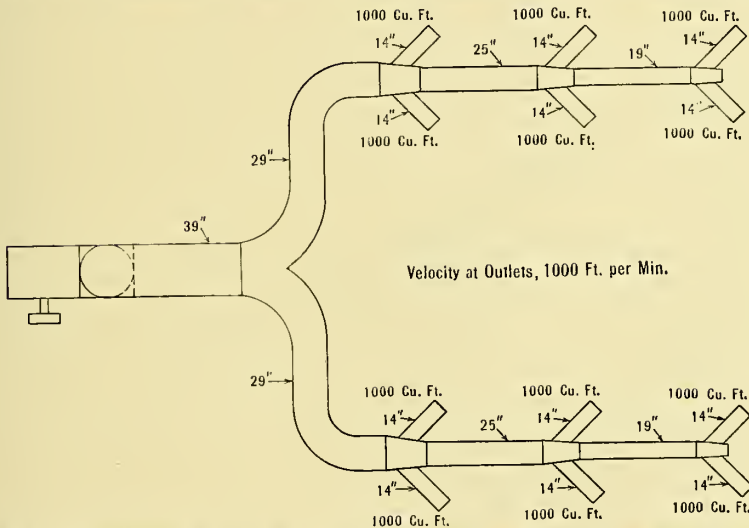 1000 Cu. Ft. 1000 Cu. Ft. 1000 Cu. Ft.
14" 25" 14" 19" 14"
14" 14" 14"
1000 Cu. Ft. 1000 Cu. Ft. 1000 Cu. Ft.
29"
39"
Velocity at Outlets, 1000 Ft. per Min.
29"
1000 Cu. Ft. 1000 Cu. Ft. 1000 Cu. Ft.
14" 25" 14" 19" 14"
14" 14" 14"
1000 Cu. Ft. 1000 Cu. Ft. 1000 Cu. Ft.